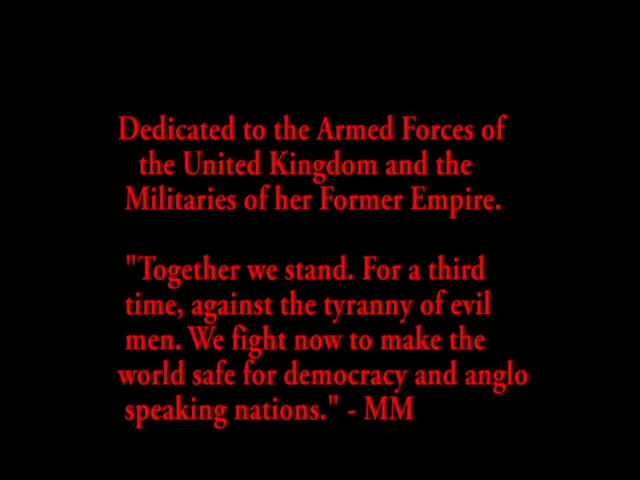 Dedicated to the Armed Forces of
the United Kingdom and the
Militaries of her Former Empire.
"Together we stand. For a third
time, against the tyranny of evil
men. We fight now to make the
world safe for democracy and anglo
speaking nations." - MM